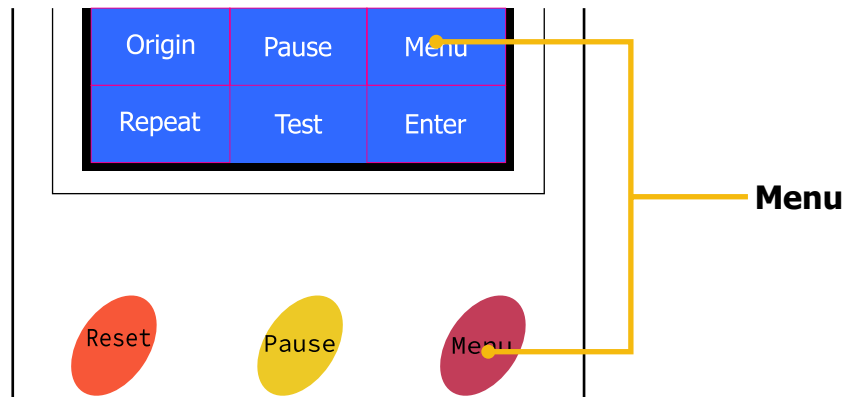 Origin Pause Menu
Repeat Test Enter
Menu
Reset Pause Menu